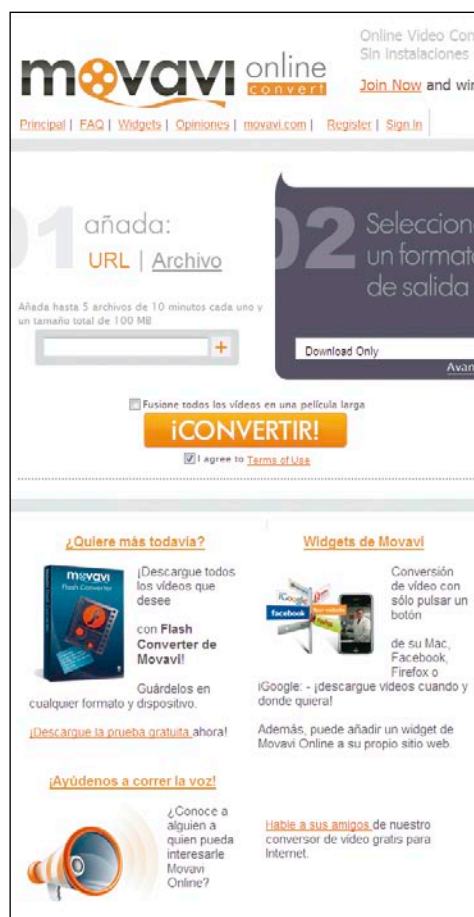 movavi online
convert
Online Video Con
Sin Instalaciones
Join Now and wi
Principal | FAQ | Widgets | Opiniones | movavi.com | Register | Sign In
01 añada:
URL | Archivo
Añada hasta 5 archivos de 10 minutos cada uno y
un tamaño total de 100 MB
+
02 Seleccion
un formato
de salida
Download Only
Avan
Fusione todos los vídeos en una película larga
¡CONVERTIR!
I agree to Terms of Use
¿Quiere más todavía?
movavi
Flash Converter
¡Descargue todos
los vídeos que
desee
con Flash
Converter de
Movavi!
Guárdelos en
cualquier formato y dispositivo.
¡Descargue la prueba gratuita ahora!
Widgets de Movavi
iGoogle
facebook
Your website
firefox
Conversión
de vídeo con
sólo pulsar un
botón
de su Mac,
Facebook,
Firefox o
iGoogle: - ¡descargue vídeos cuando y
donde quiera!
Además, puede añadir un widget de
Movavi Online a su propio sitio web.
¡Ayúdenos a correr la voz!
¿Conoce a
alguien a
quien pueda
interesarle
Movavi
Online?
Hable a sus amigos de nuestro
conversor de vídeo gratis para
Internet.